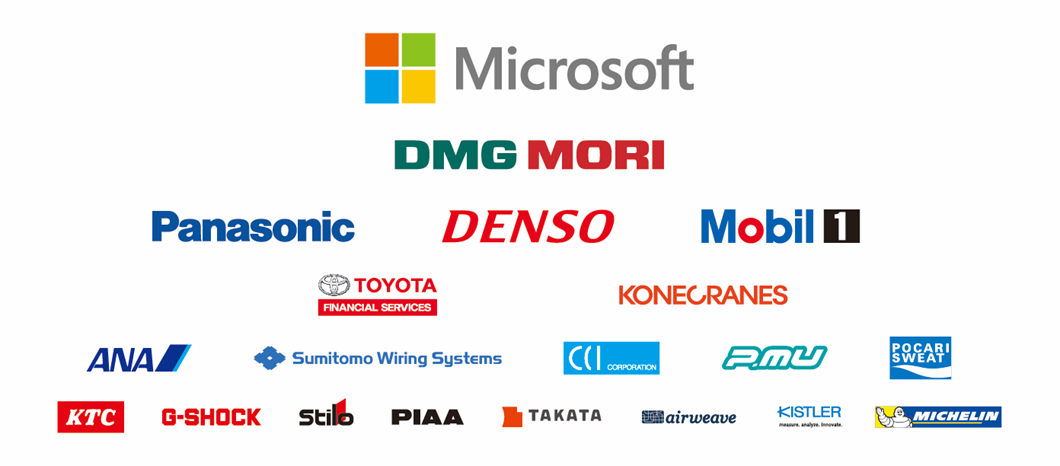 Microsoft
DMG MORI
Panasonic DENSO Mobil 1
TOYOTA
FINANCIAL SERVICES
KONECRANES
ANA
Sumitomo Wiring Systems
CCI CORPORATION
P.MU
POCARI
SWEAT
KTC
G-SHOCK
Stilo
PIAA
TAKATA
airweave
KISTLER
measure. analyze. innovate.
MICHELIN